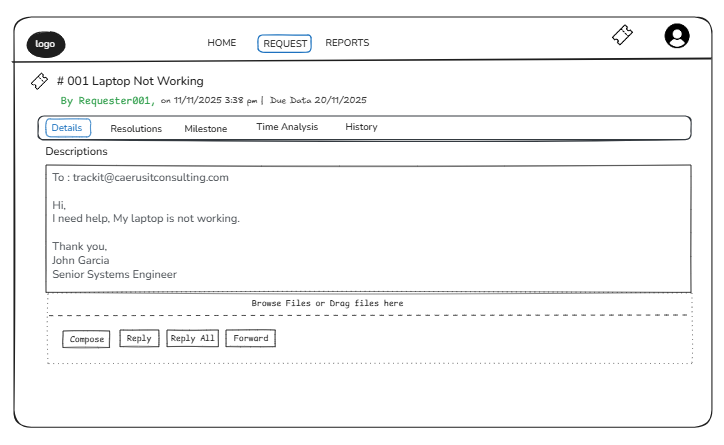 logo
HOME REQUEST REPORTS
# 001 Laptop Not Working
By Requester001, on 11/11/2025 3:38 pm | Due Data 20/11/2025
Details Resolutions Milestone Time Analysis History
Descriptions
To : trackit@caerusitconsulting.com
Hi,
I need help, My laptop is not working.
Thank you,
John Garcia
Senior Systems Engineer
Browse Files or Drag files here
Compose Reply Reply All Forward